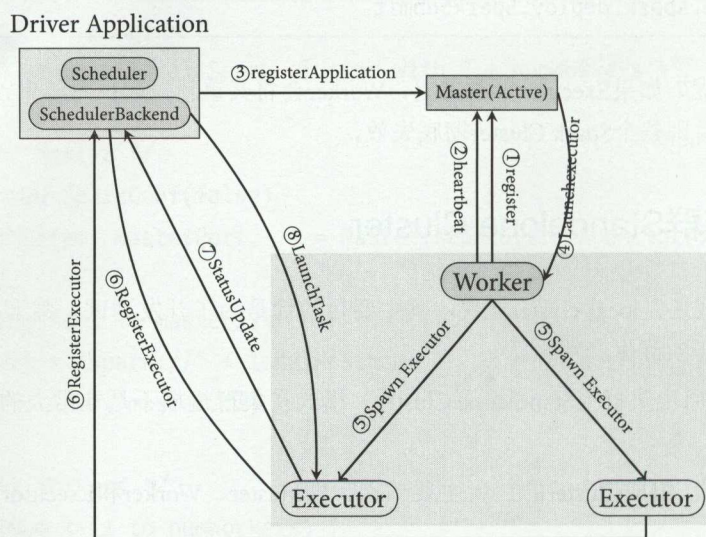 Driver Application
Scheduler
SchedulerBackend
③registerApplication
Master(Active)
②heartbeat
①register
④Launchexecutor
Worker
⑧LaunchTask
⑦StatusUpdate
⑥RegisterExecutor
⑥RegisterExecutor
⑤Spawn Executor
⑤Spawn Executor
Executor
Executor